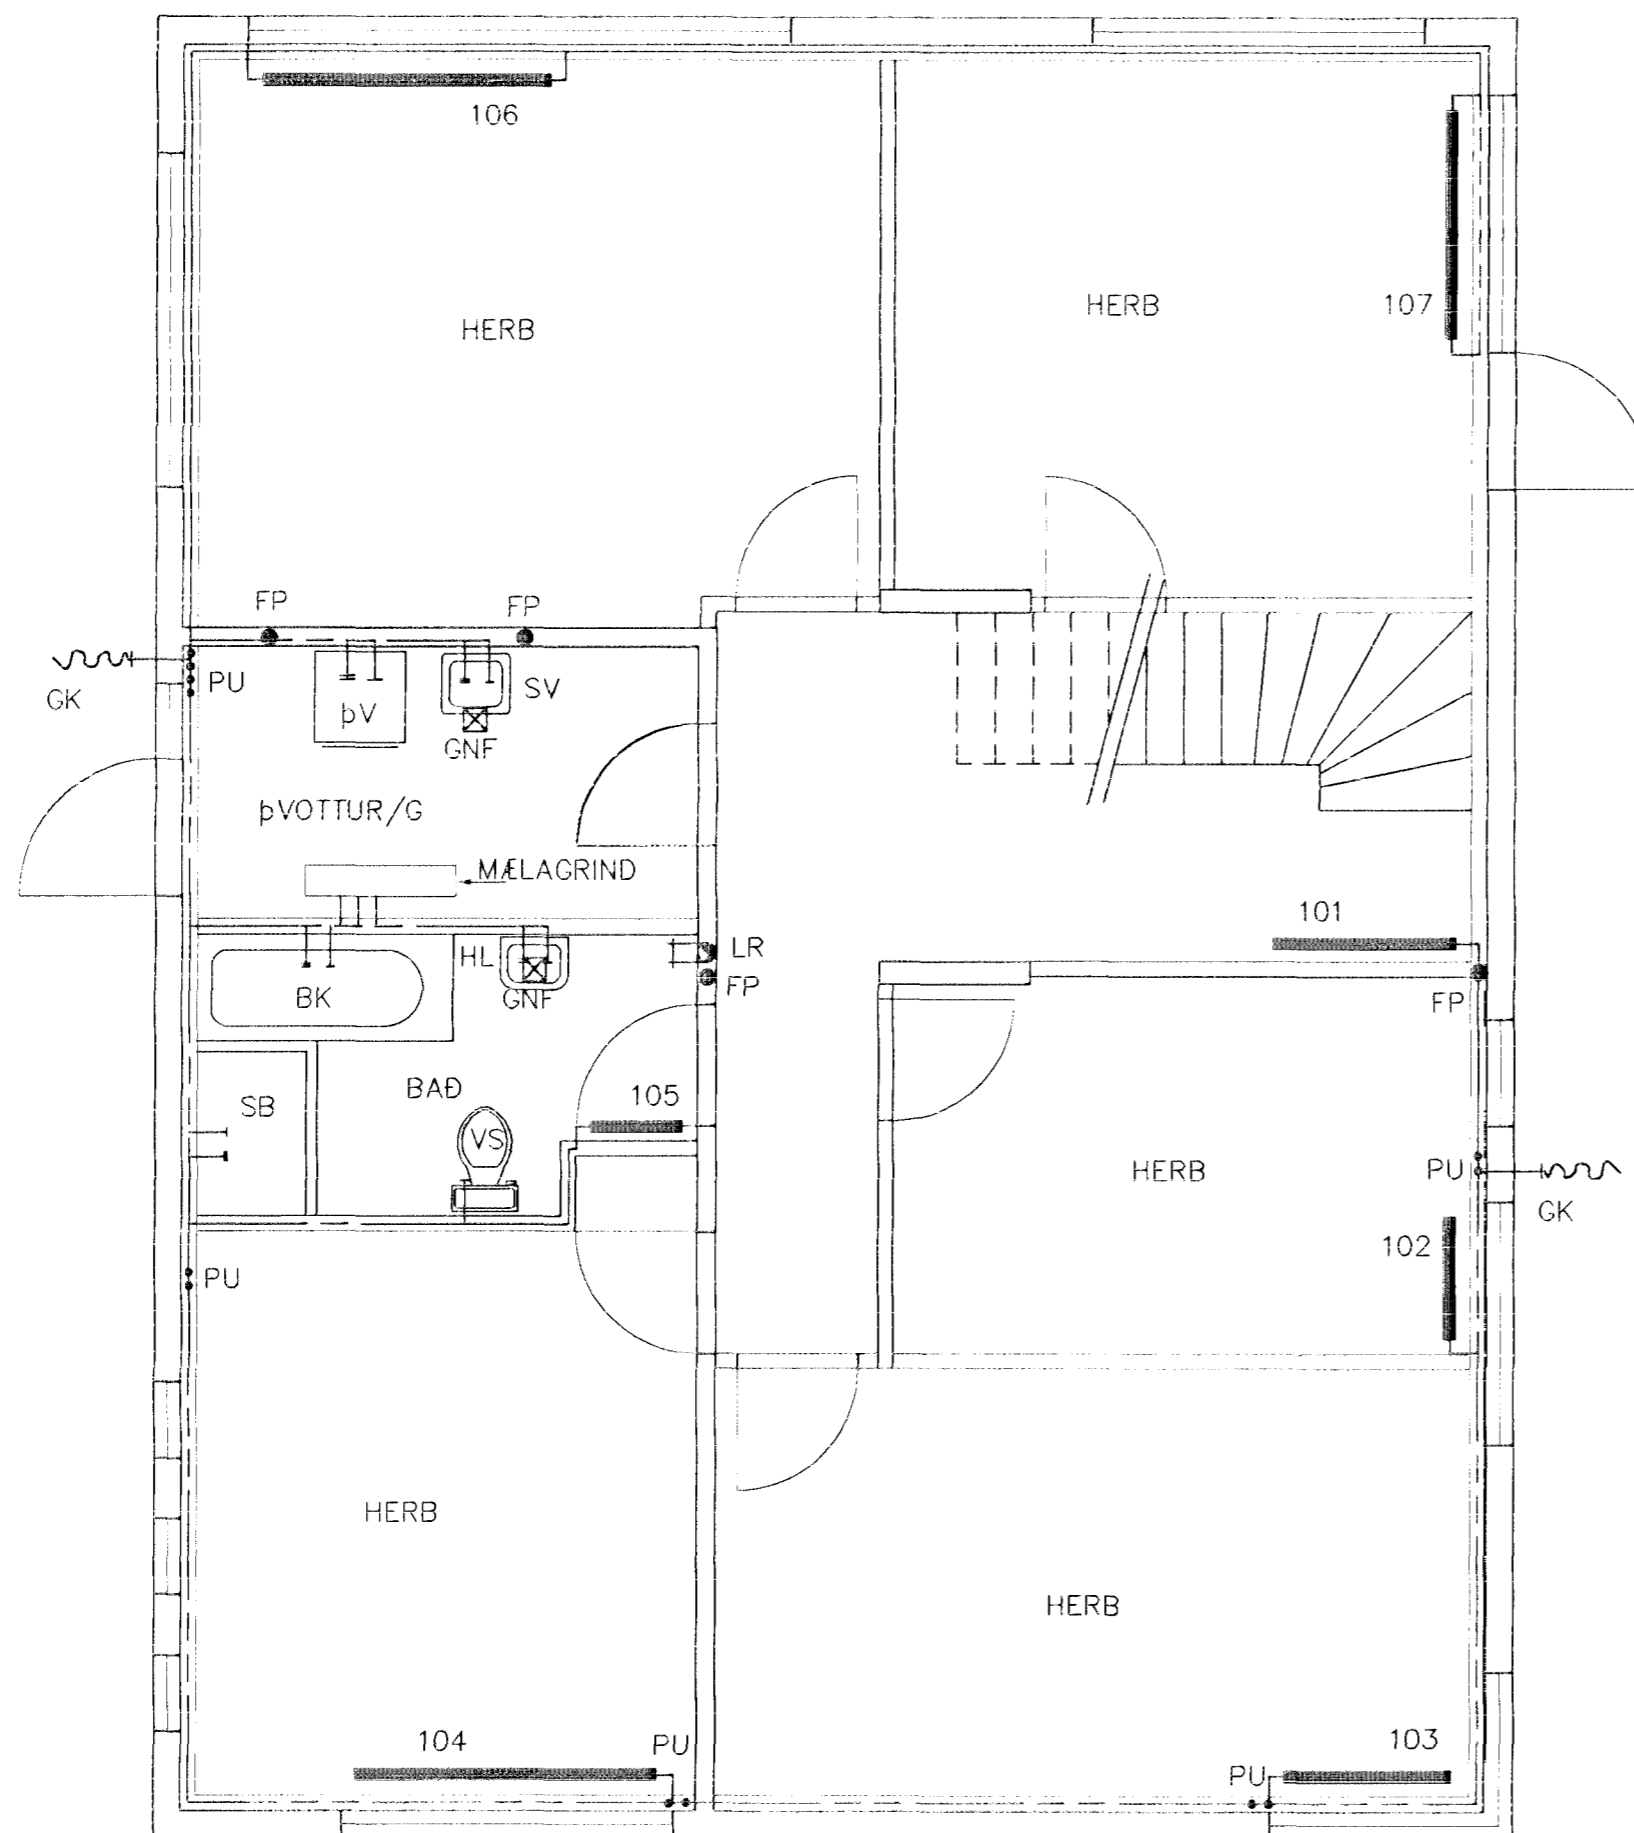 106
107
HERB
HERB
FP
FP
GK
PU
SV
þV
GNF
þVOTTUR/G
MÆLAGRIND
101
LR
HL
FP
BK
GNF
FP
BAÐ
105
SB
VS
HERB
PU
GK
102
PU
HERB
HERB
104
PU
103
PU